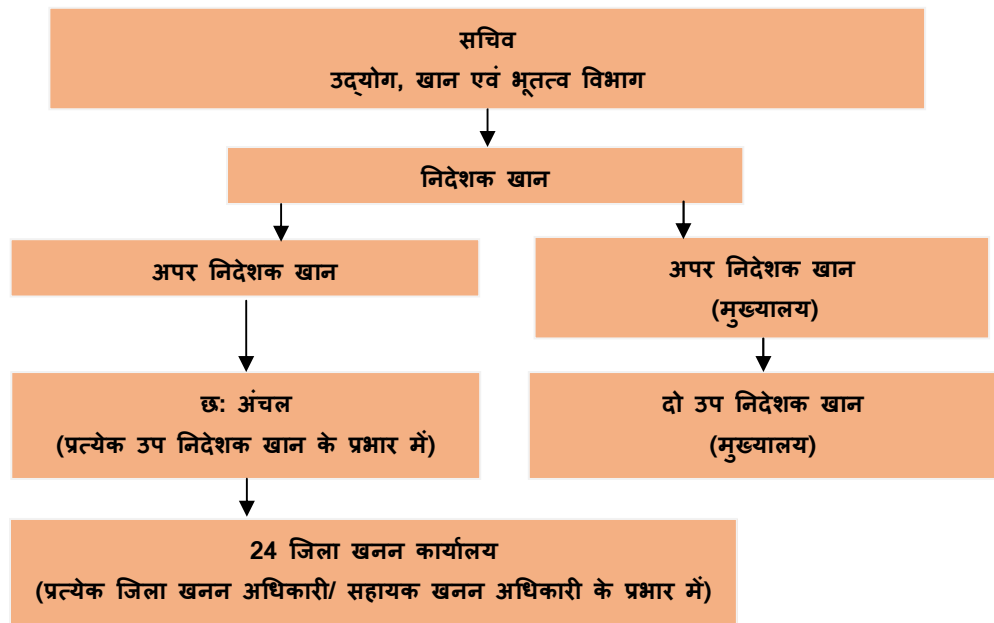 सचिव
उद्योग, खान एवं भूतत्व विभाग
निदेशक खान
अपर निदेशक खान
अपर निदेशक खान
(मुख्यालय)
छ: अंचल
(प्रत्येक उप निदेशक खान के प्रभार में)
दो उप निदेशक खान
(मुख्यालय)
24 जिला खनन कार्यालय
(प्रत्येक जिला खनन अधिकारी/ सहायक खनन अधिकारी के प्रभार में)